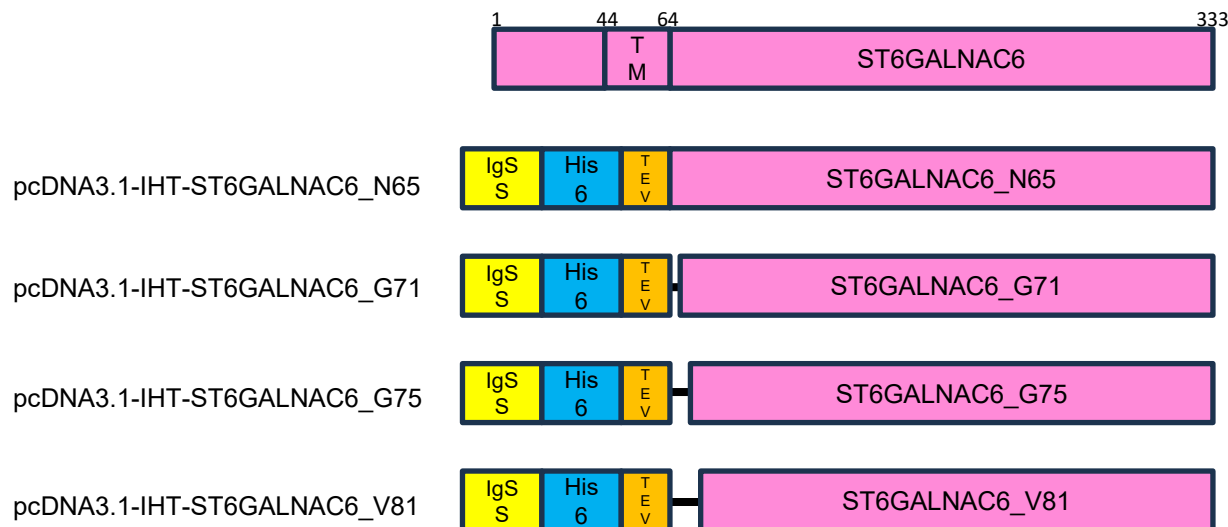 1 44 64 333
T
M
ST6GALNAC6
pcDNA3.1-IHT-ST6GALNAC6_N65
IgS
S
His
6
T
E
V
ST6GALNAC6_N65
pcDNA3.1-IHT-ST6GALNAC6_G71
IgS
S
His
6
T
E
V
ST6GALNAC6_G71
pcDNA3.1-IHT-ST6GALNAC6_G75
IgS
S
His
6
T
E
V
ST6GALNAC6_G75
pcDNA3.1-IHT-ST6GALNAC6_V81
IgS
S
His
6
T
E
V
ST6GALNAC6_V81